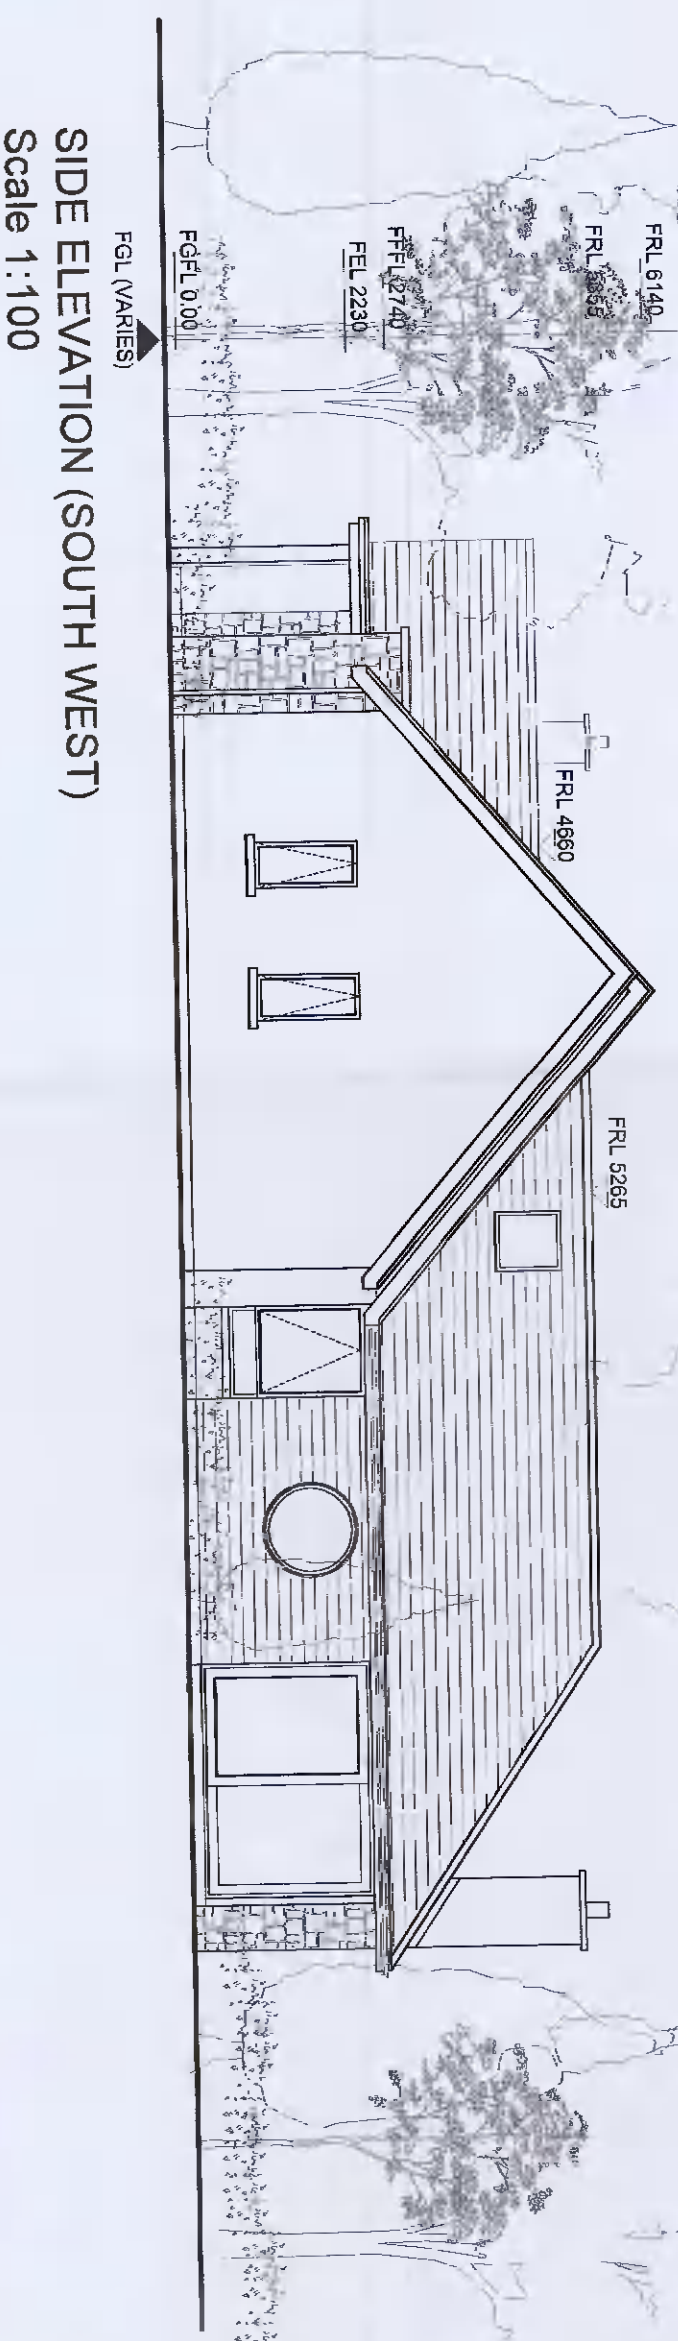 FRL 6140
FFFL 2740
FEL 2230
FGFL 0.00
FGL (VARIES)
FRL 4660
FRL 5265
SIDE ELEVATION (SOUTH WEST)
Scale 1:100